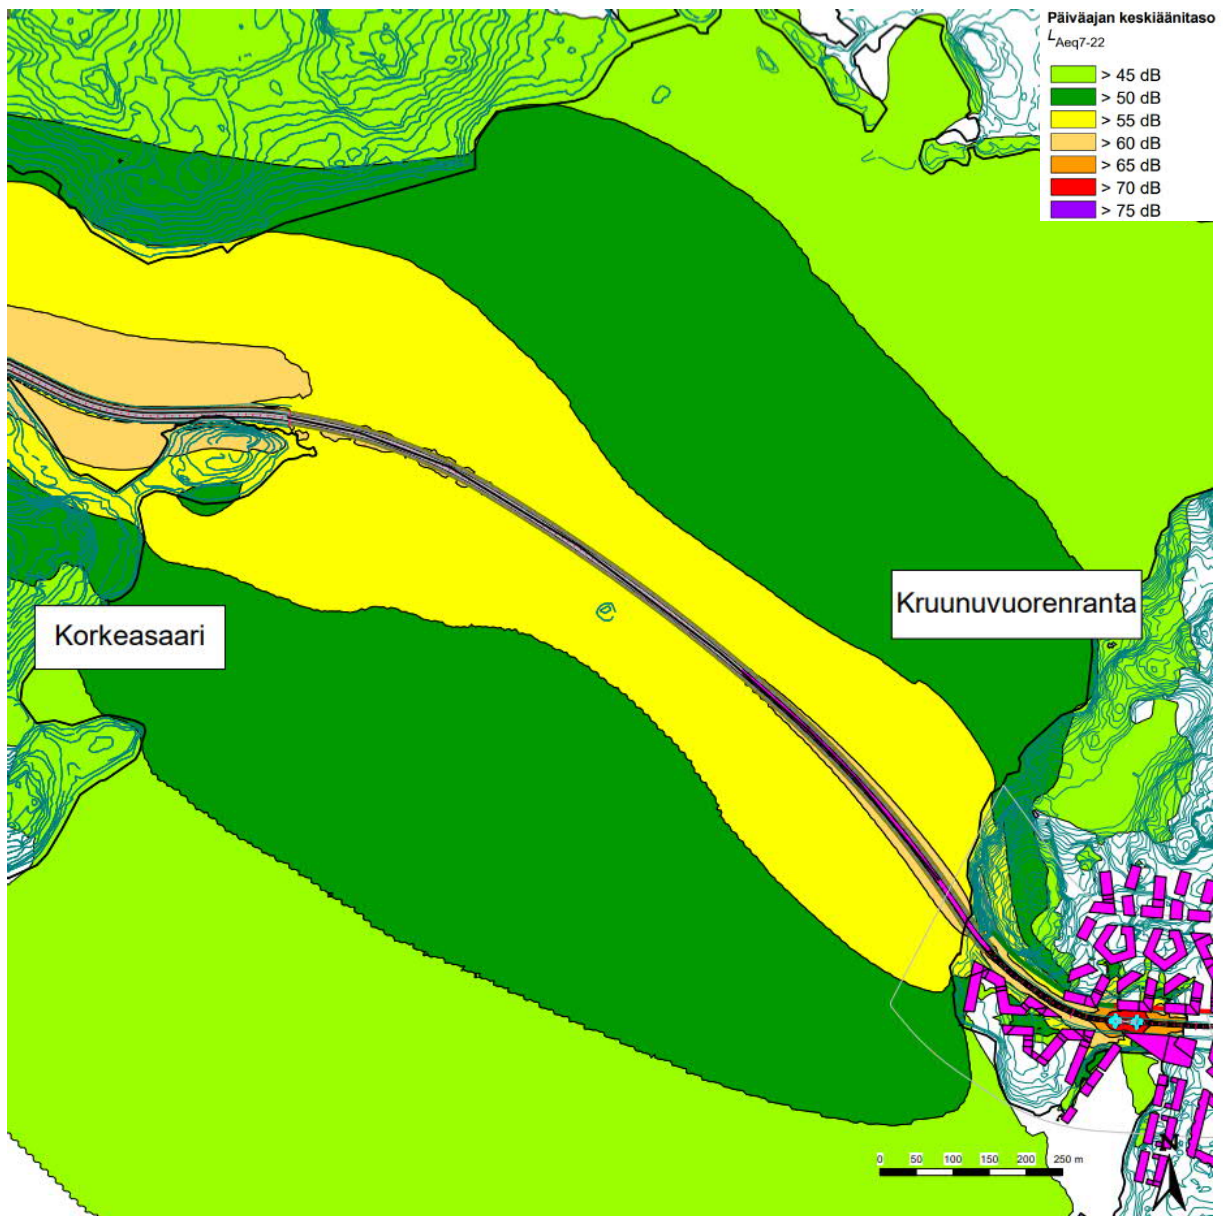 Päiväajan keskiäänitaso
LAeq7-22
> 45 dB
> 50 dB
> 55 dB
> 60 dB
> 65 dB
> 70 dB
> 75 dB
Kruunuvuorenranta
Korkeasaari
N
0 50 100 150 200 250 m